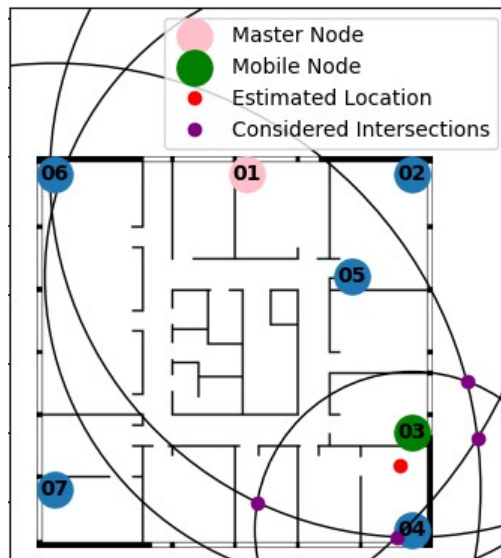 Master Node
Mobile Node
Estimated Location
Considered Intersections
06
01
02
05
03
07
04